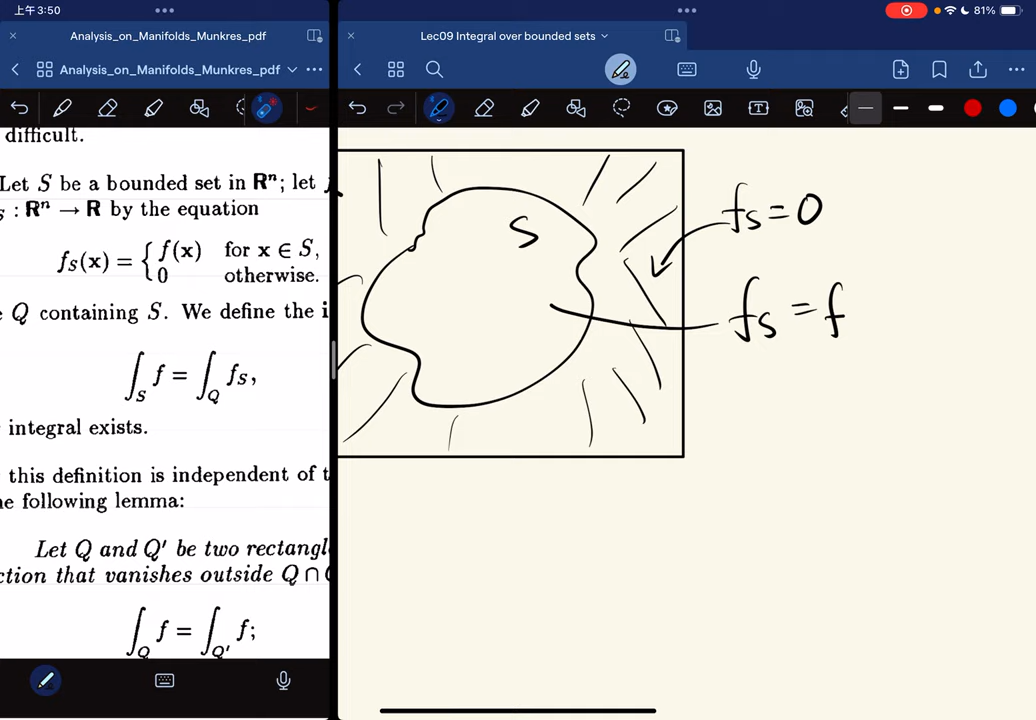 上午3:50
81%
Analysis_on_Manifolds_Munkres_pdf
Lec09 Integral over bounded sets
Analysis_on_Manifolds_Munkres_pdf
difficult.
Let S be a bounded set in Rⁿ; let
: Rⁿ → R by the equation
f_S(x) = { f(x) for x ∈ S,
0 otherwise.
Q containing S. We define the i
∫_S f = ∫_Q f_S,
integral exists.
this definition is independent of t
he following lemma:
Let Q and Q′ be two rectangl
ction that vanishes outside Q ∩
∫_Q f = ∫_Q′ f;
S
f_S = 0
f_S = f